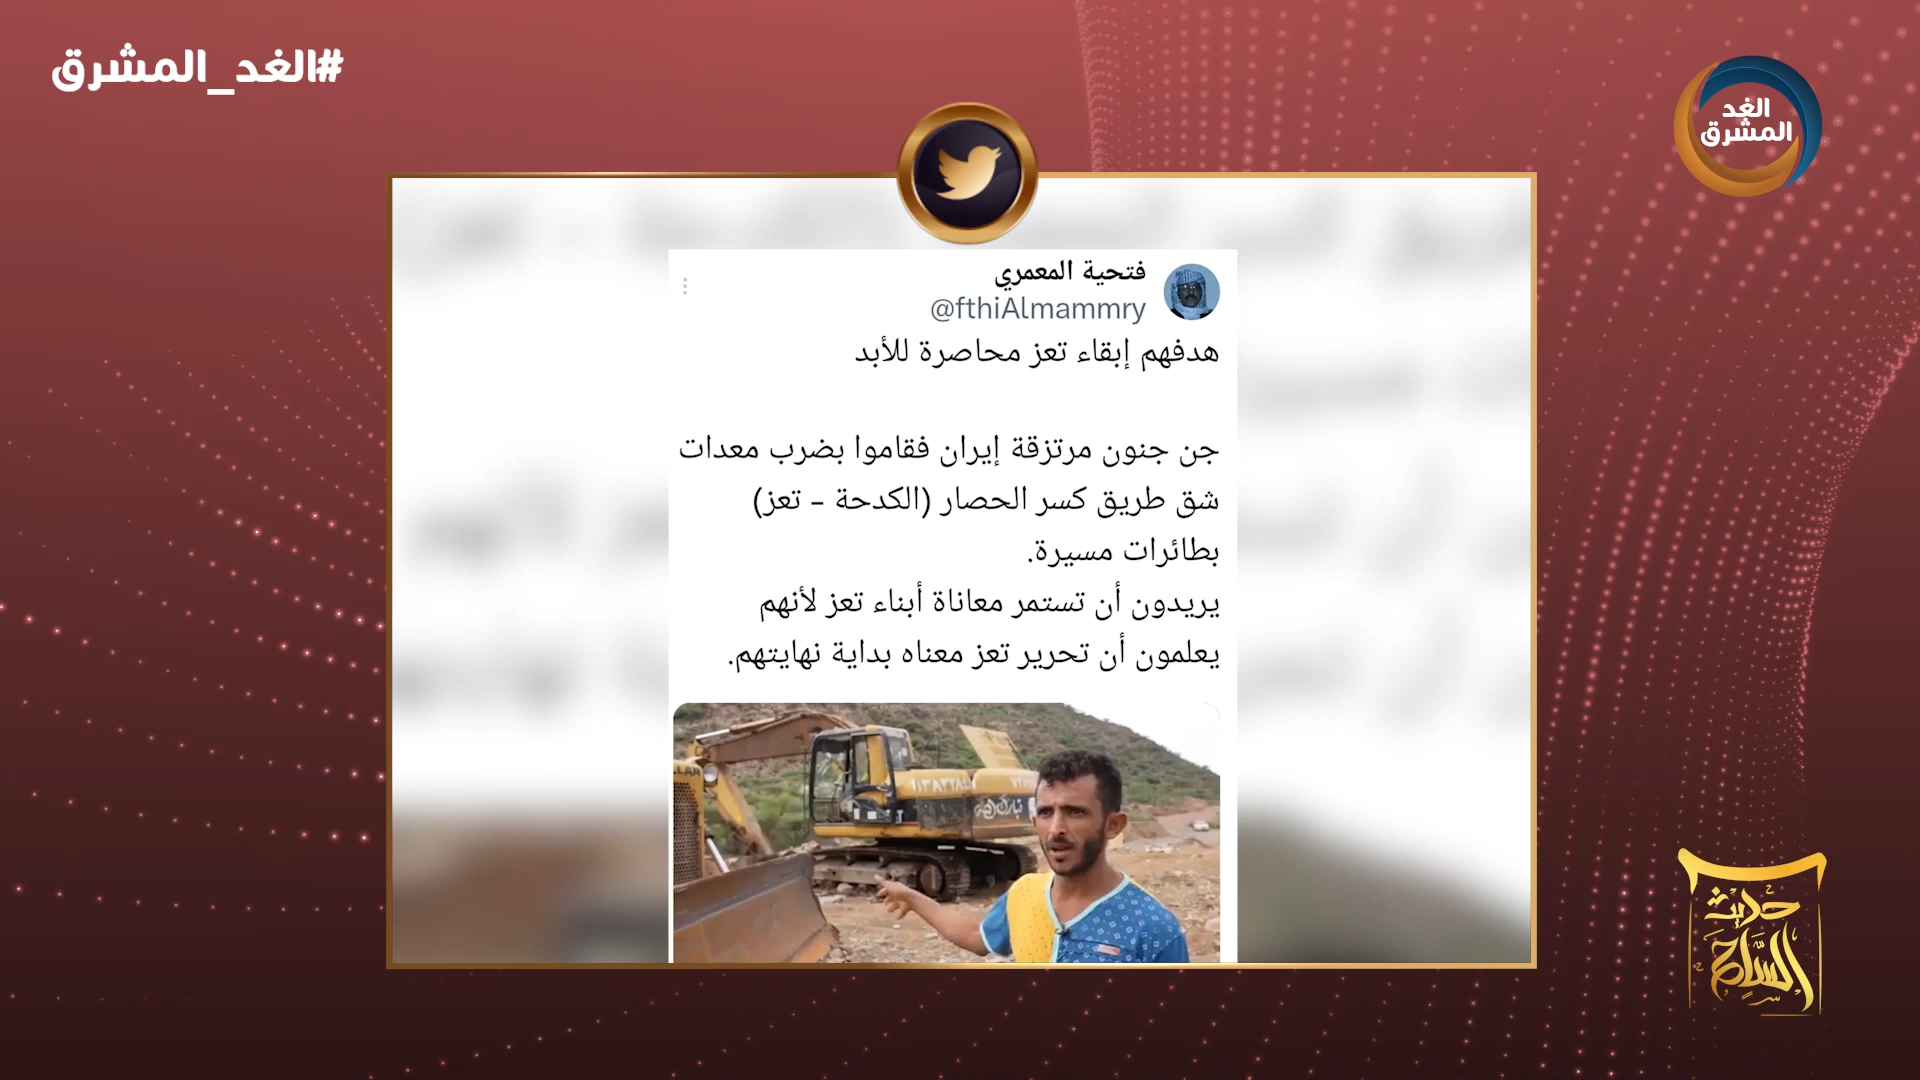 #الغد_المشرق
الغد
المشرق
فتحية المعمري
@fthiAlmammry
هدفهم إبقاء تعز محاصرة للأبد
جن جنون مرتزقة إيران فقاموا بضرب معدات
شق طريق كسر الحصار (الكدحة – تعز)
بطائرات مسيرة.
يريدون أن تستمر معاناة أبناء تعز لأنهم
يعلمون أن تحرير تعز معناه بداية نهايتهم.
حديث
الساحل